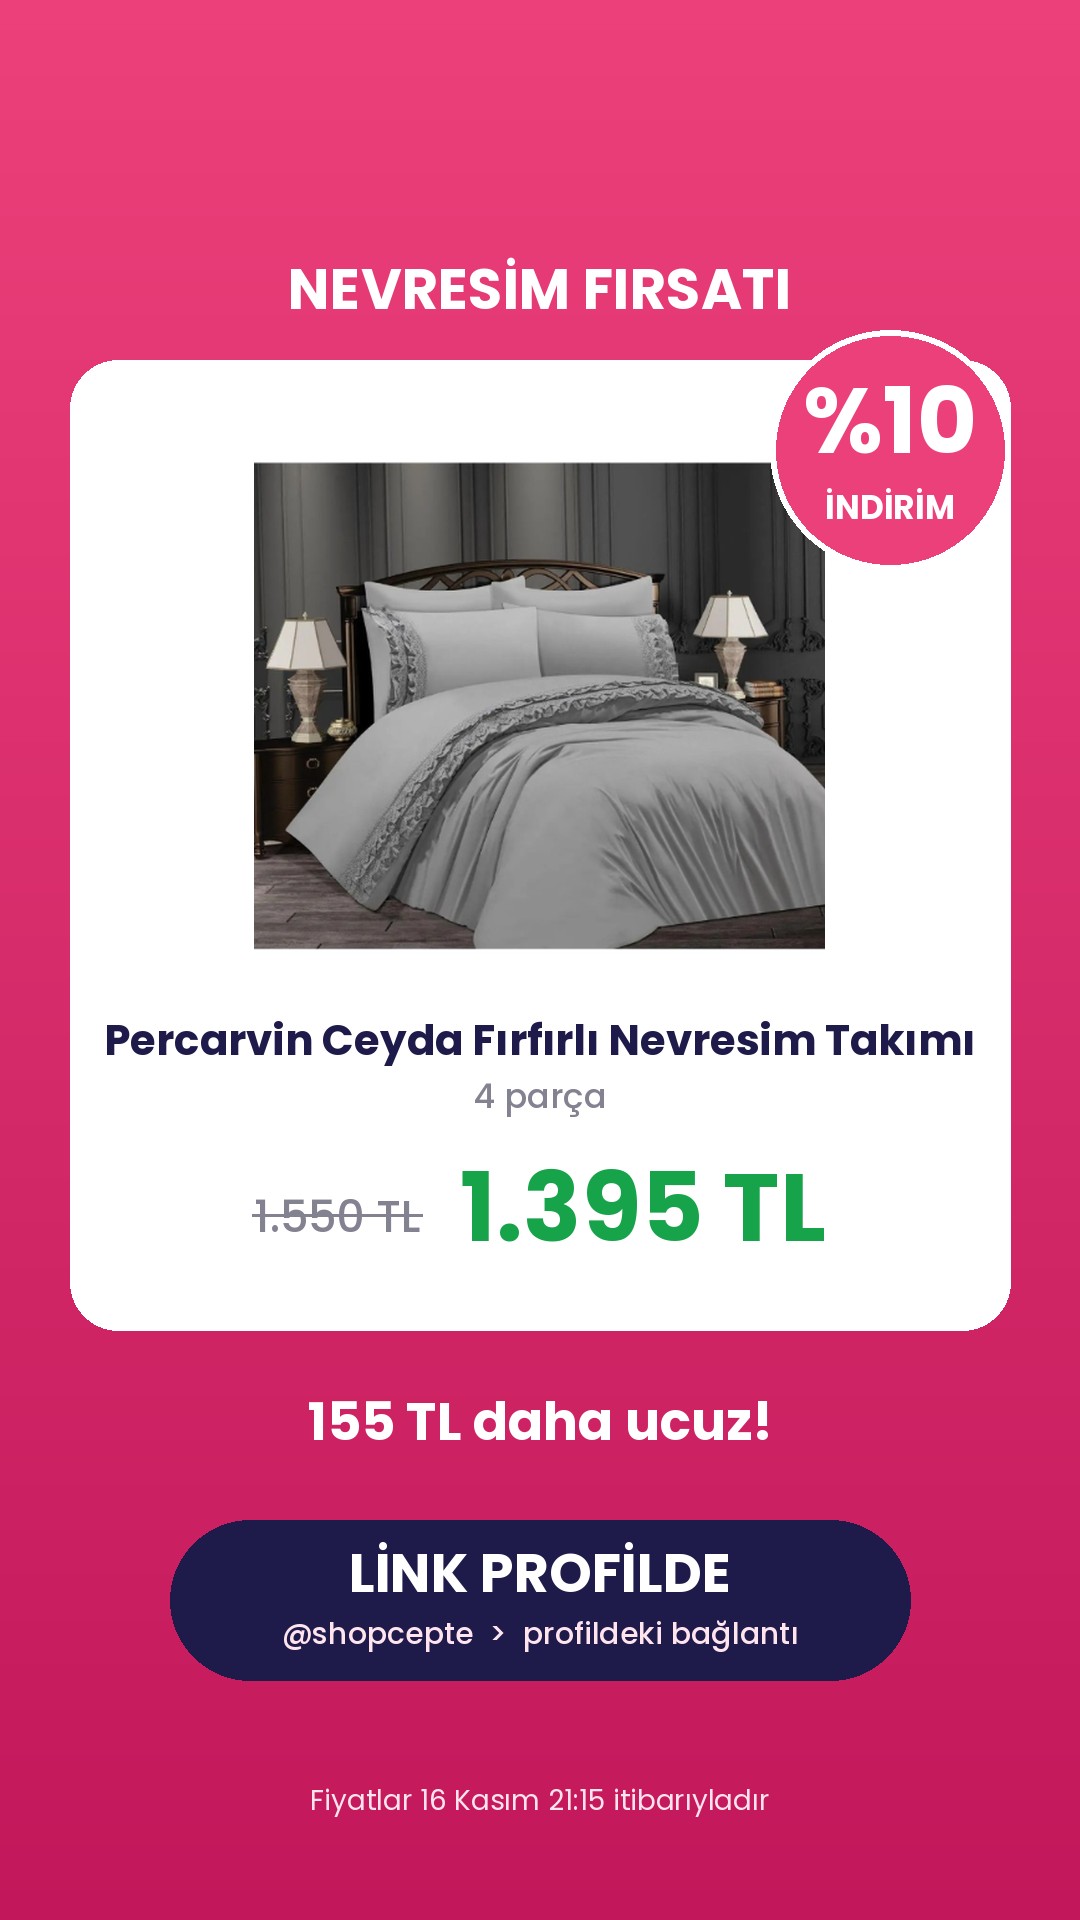 NEVRESİM FIRSATI
%10
İNDİRİM
Percarvin Ceyda Fırfırlı Nevresim Takımı
4 parça
1.550 TL 1.395 TL
155 TL daha ucuz!
LİNK PROFİLDE
@shopcepte > profildeki bağlantı
Fiyatlar 16 Kasım 21:15 itibarıyladır